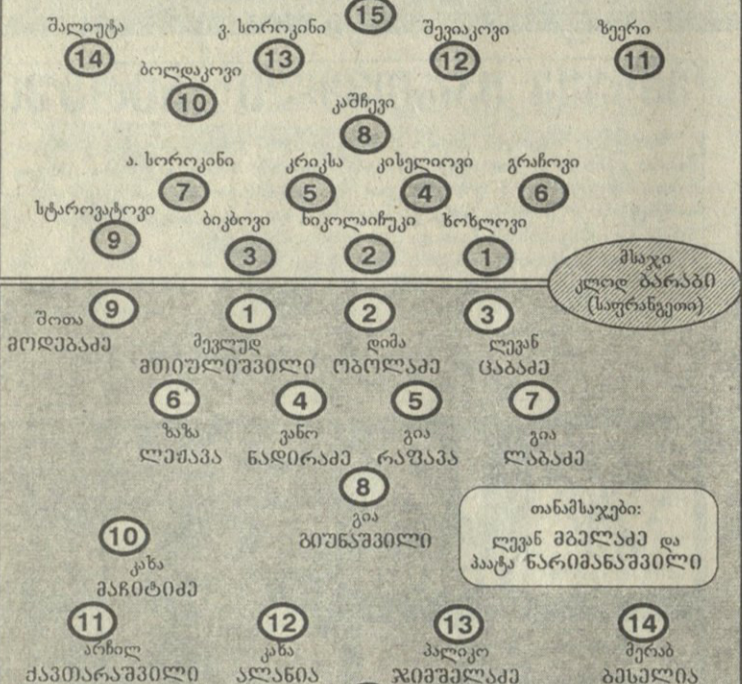 15
შალიუტა ვ. სოროკინი შევიაკოვი ზეერი
14 13 12 11
ბოლდაკოვი
10
კაშჩევი
8
ა. სოროკინი კრიკსა კისელიოვი გრაჩოვი
7 5 4 6
სტაროვატოვი
9
ბიკბოვი ნიკოლაიჩუკი ხოხლოვი
3 2 1
მსაჯი
კლოდ ბარაბი
(საფრანგეთი)
9 1 2 3
შოთა მევლუდ დიმა ლევან
მოდებაძე მთიულიშვილი ობოლაძე ცაბაძე
6 4 5 7
ზაზა ვანო გია გია
ლეჟავა ნადირაძე რაფავა ლაბაძე
8
გია
გიუნაშვილი
თანამსაჯები:
ლევან მგელაძე და
პაატა ნარიმანაშვილი
10
კახა
მაჩიტიძე
11 12 13 14
არჩილ კახა პალიკო მერაბ
ქავთარაშვილი ალანია ჯიმშელაძე ბესელია